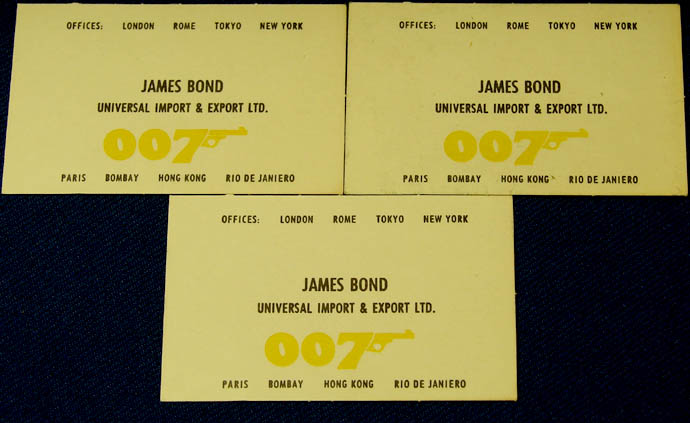 OFFICES: LONDON ROME TOKYO NEW YORK
JAMES BOND
UNIVERSAL IMPORT & EXPORT LTD.
007
PARIS BOMBAY HONG KONG RIO DE JANIERO
OFFICES: LONDON ROME TOKYO NEW YORK
JAMES BOND
UNIVERSAL IMPORT & EXPORT LTD.
007
PARIS BOMBAY HONG KONG RIO DE JANIERO
OFFICES: LONDON ROME TOKYO NEW YORK
JAMES BOND
UNIVERSAL IMPORT & EXPORT LTD.
007
PARIS BOMBAY HONG KONG RIO DE JANIERO